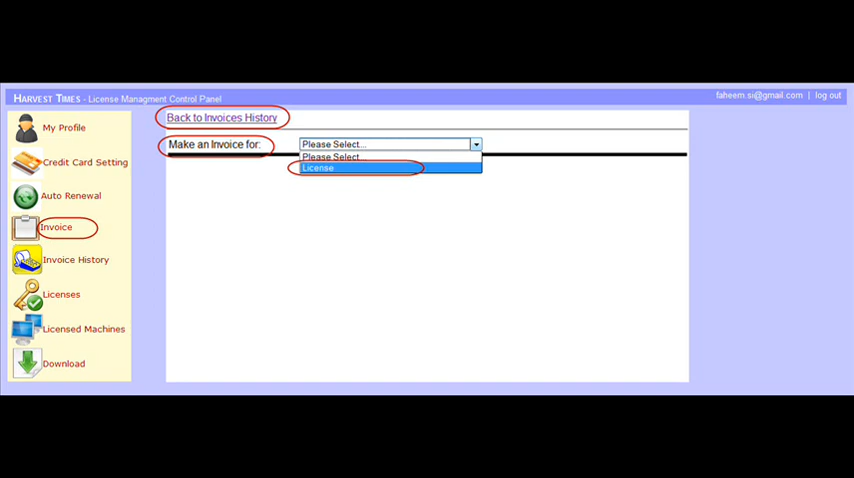 HARVEST TIMES - License Managment Control Panel
faheem.si@gmail.com | log out
My Profile
Credit Card Setting
Auto Renewal
Invoice
Invoice History
Licenses
Licensed Machines
Download
Back to Invoices History
Make an Invoice for:
Please Select...
Please Select...
License